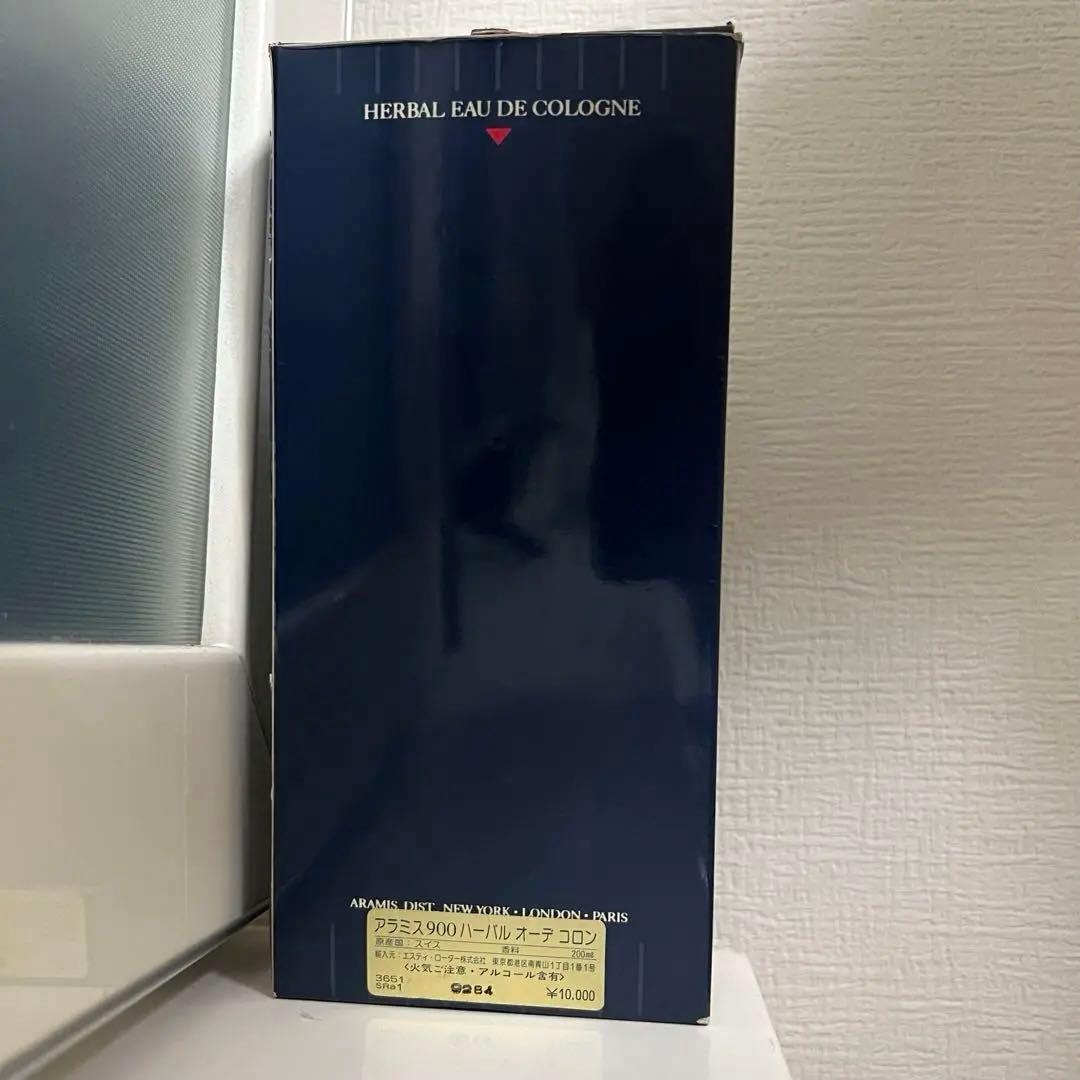 HERBAL EAU DE COLOGNE
ARAMIS DIST. NEW YORK • LONDON • PARIS
アラミス900 ハーバル オーデ コロン
原産国:スイス 香料 200mℓ
輸入元:エスティ・ローダー株式会社 東京都港区南青山1丁目1番1号
<火気ご注意・アルコール含有>
3651
SRa1 9264 ¥10,000